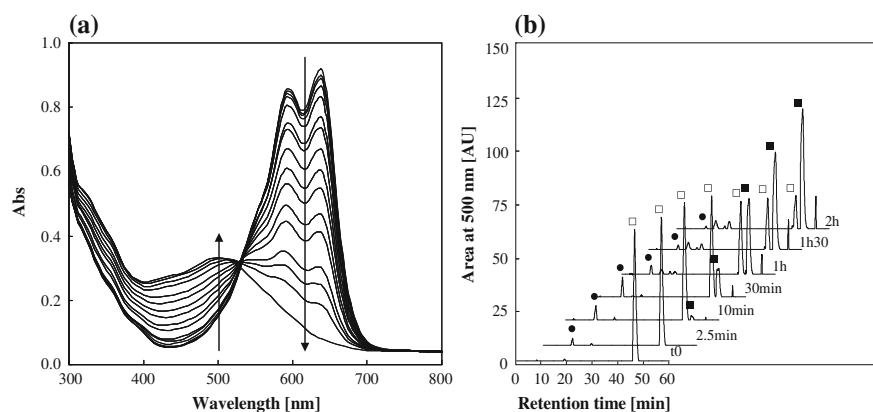 (a)
1.0
0.8
0.6
0.4
0.2
0.0
Abs
300 400 500 600 700 800
Wavelength [nm]
(b)
150
125
100
75
50
25
0
Area at 500 nm [AU]
2h
1h30
1h
30min
10min
2.5min
t0
0 10 20 30 40 50 60
Retention time [min]